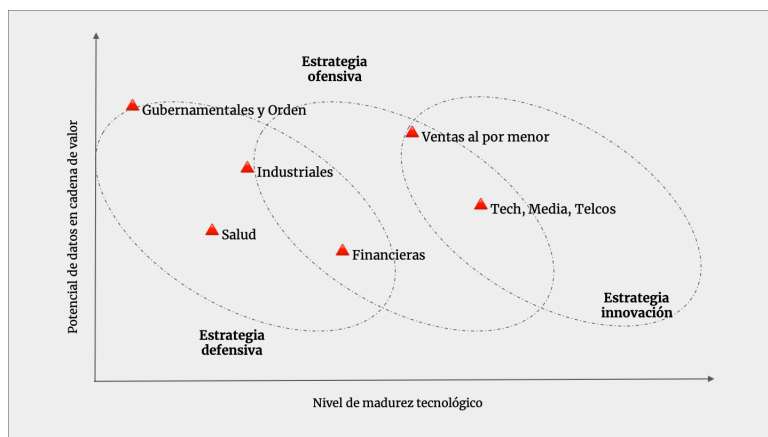 Estrategia
ofensiva
Gubernamentales y Orden
Ventas al por menor
Industriales
Tech, Media, Telcos
Salud
Financieras
Estrategia
innovación
Estrategia
defensiva
Potencial de datos en cadena de valor
Nivel de madurez tecnológico